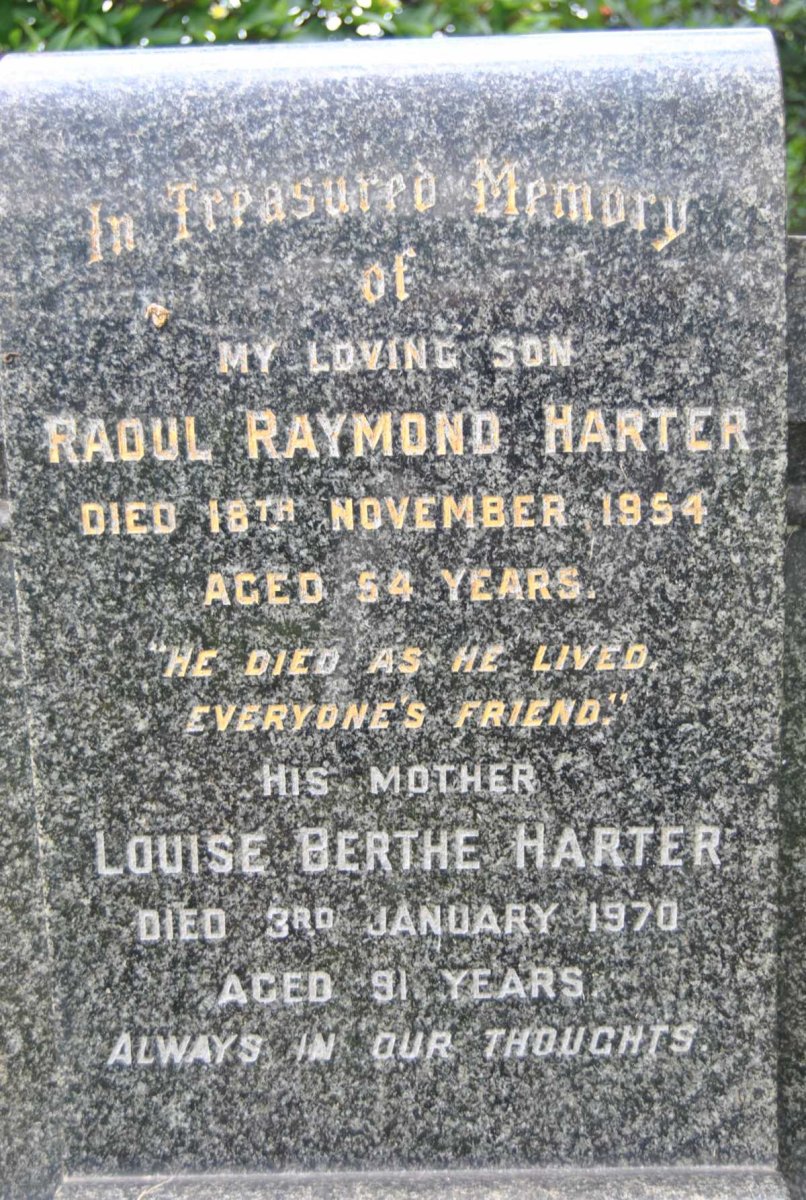 In Treasured Memory
of
MY LOVING SON
RAOUL RAYMOND HARTER
DIED 18TH NOVEMBER 1954
AGED 54 YEARS.
"HE DIED AS HE LIVED,
EVERYONE'S FRIEND."
HIS MOTHER
LOUISE BERTHE HARTER
DIED 3RD JANUARY 1970
AGED 91 YEARS.
ALWAYS IN OUR THOUGHTS.